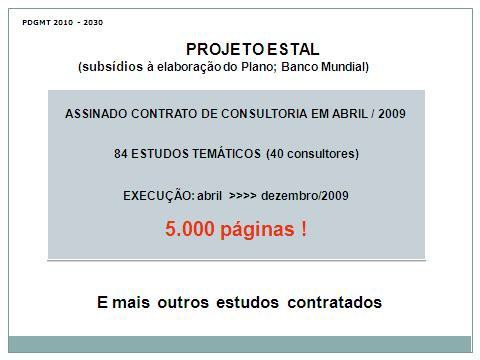 PDGMT 2010 - 2030
PROJETO ESTAL
(subsídios à elaboração do Plano; Banco Mundial)
ASSINADO CONTRATO DE CONSULTORIA EM ABRIL / 2009
84 ESTUDOS TEMÁTICOS (40 consultores)
EXECUÇÃO: abril >>>> dezembro/2009
5.000 páginas !
E mais outros estudos contratados